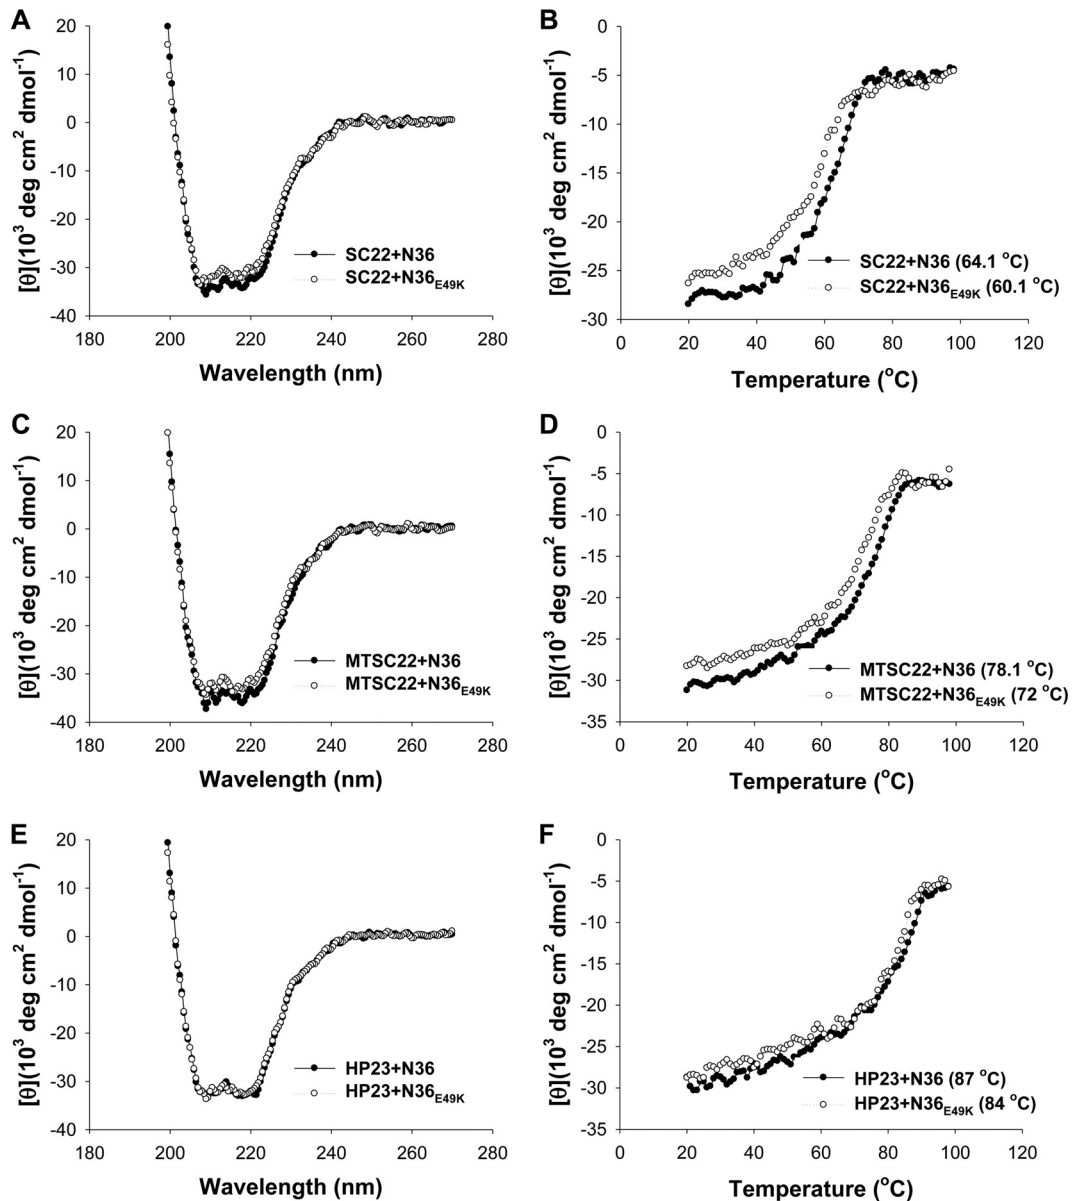 A
[θ](10³ deg cm² dmol⁻¹)
20
10
0
-10
-20
-30
-40
180 200 220 240 260 280
Wavelength (nm)
SC22+N36
SC22+N36E49K
B
[θ](10³ deg cm² dmol⁻¹)
0
-5
-10
-15
-20
-25
-30
0 20 40 60 80 100 120
Temperature (°C)
SC22+N36 (64.1 °C)
SC22+N36E49K (60.1 °C)
C
[θ](10³ deg cm² dmol⁻¹)
20
10
0
-10
-20
-30
-40
180 200 220 240 260 280
Wavelength (nm)
MTSC22+N36
MTSC22+N36E49K
D
[θ](10³ deg cm² dmol⁻¹)
0
-5
-10
-15
-20
-25
-30
-35
0 20 40 60 80 100 120
Temperature (°C)
MTSC22+N36 (78.1 °C)
MTSC22+N36E49K (72 °C)
E
[θ](10³ deg cm² dmol⁻¹)
20
10
0
-10
-20
-30
-40
180 200 220 240 260 280
Wavelength (nm)
HP23+N36
HP23+N36E49K
F
[θ](10³ deg cm² dmol⁻¹)
0
-5
-10
-15
-20
-25
-30
-35
0 20 40 60 80 100 120
Temperature (°C)
HP23+N36 (87 °C)
HP23+N36E49K (84 °C)